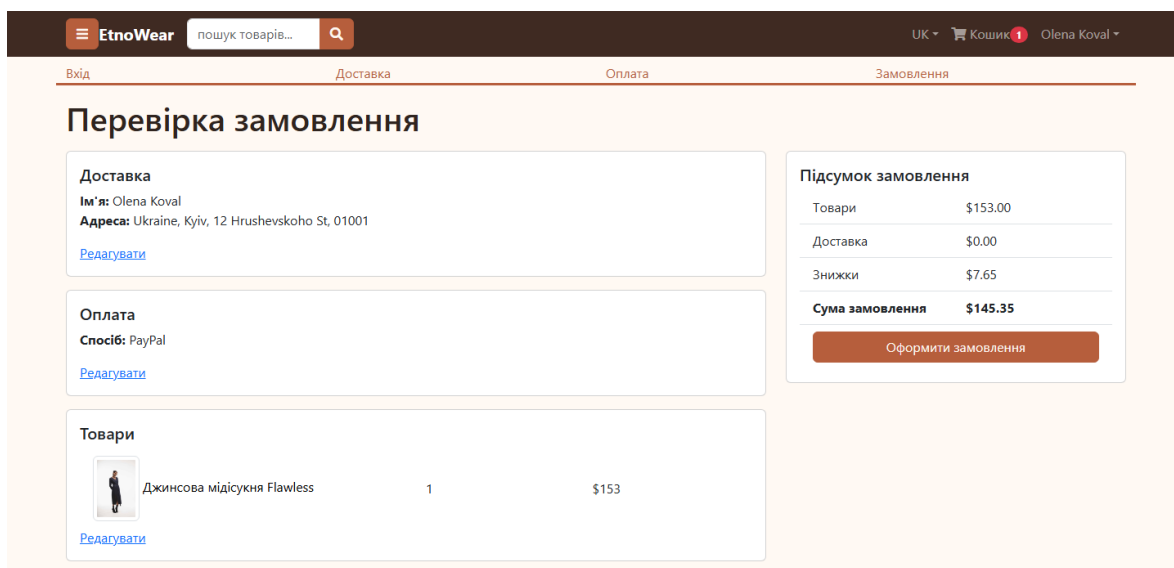 EtnoWear пошук товарів... UK Кошик 1 Olena Koval
Вхід Доставка Оплата Замовлення
Перевірка замовлення
Доставка
Ім'я: Olena Koval
Адреса: Ukraine, Kyiv, 12 Hrushevskoho St, 01001
Редагувати
Оплата
Спосіб: PayPal
Редагувати
Товари
Джинсова мідісукня Flawless 1 $153
Редагувати
Підсумок замовлення
Товари $153.00
Доставка $0.00
Знижки $7.65
Сума замовлення $145.35
Оформити замовлення